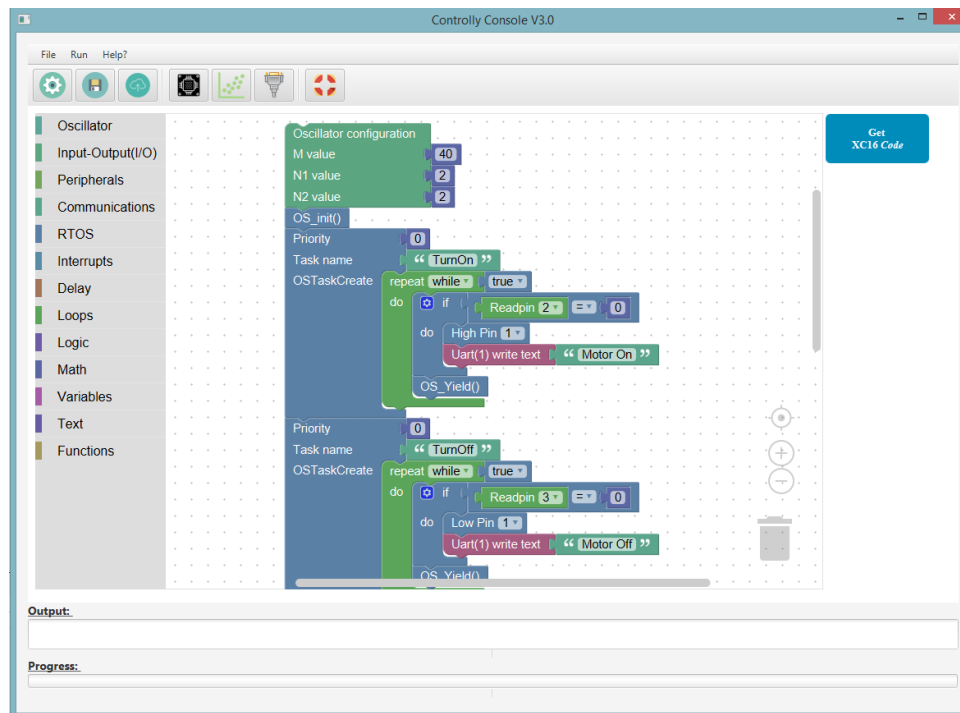 Controlly Console V3.0
File Run Help?
Oscillator
Input-Output(I/O)
Peripherals
Communications
RTOS
Interrupts
Delay
Loops
Logic
Math
Variables
Text
Functions
Oscillator configuration
M value 40
N1 value 2
N2 value 2
OS_init()
Priority 0
Task name “ TurnOn ”
OSTaskCreate repeat while true
do if Readpin 2 = 0
do High Pin 1
Uart(1) write text “ Motor On ”
OS_Yield()
Priority 0
Task name “ TurnOff ”
OSTaskCreate repeat while true
do if Readpin 3 = 0
do Low Pin 1
Uart(1) write text “ Motor Off ”
OS_Yield()
Get
XC16 Code
Output:
Progress: